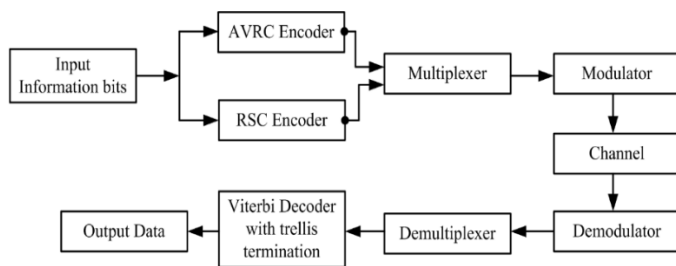 AVRC Encoder
Input
Information bits
Multiplexer
Modulator
RSC Encoder
Channel
Viterbi Decoder
with trellis
termination
Output Data
Demultiplexer
Demodulator